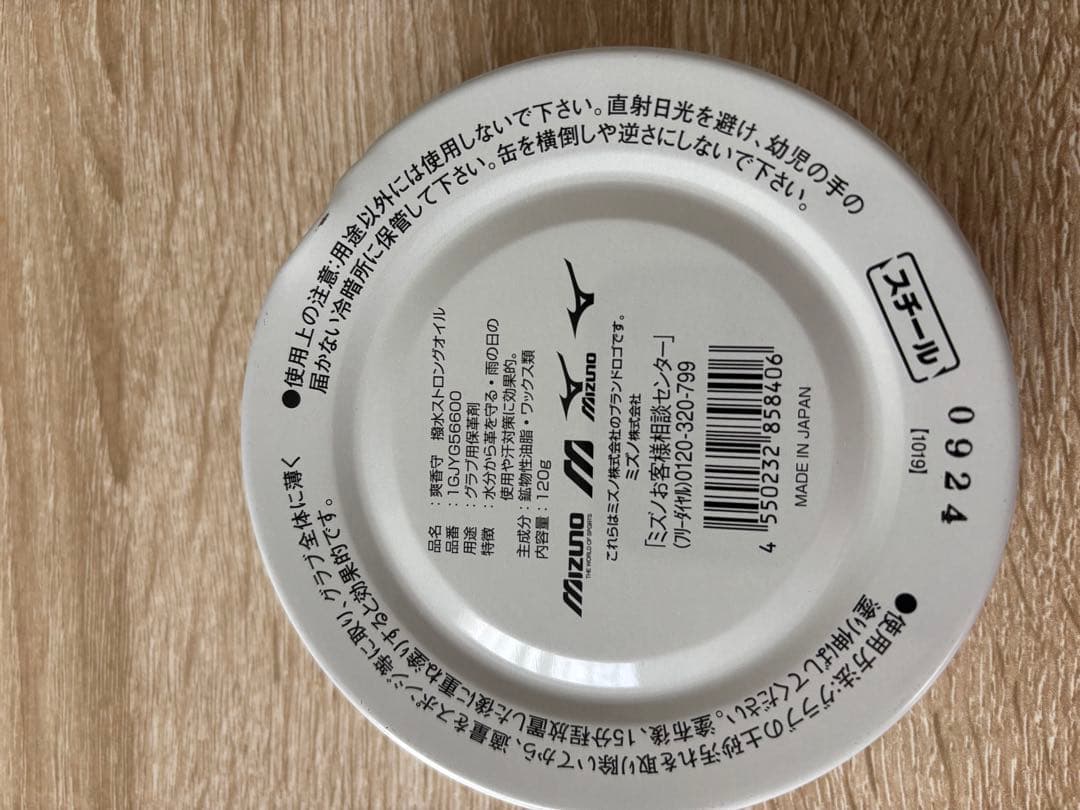 ●使用上の注意:用途以外には使用しないで下さい。直射日光を避け、幼児の手の
届かない冷暗所に保管して下さい。缶を横倒しや逆さにしないで下さい。
品名 : 爽香守 撥水ストロングオイル
品番 : 1GJYG56600
用途 : グラブ用保革剤
特徴 : 水分から革を守る・雨の日の
使用や汗対策に効果的。
主成分 : 鉱物性油脂・ワックス類
内容量 : 120g
MIZUNO
THE WORLD OF SPORTS
MIZUNO
これらはミズノ株式会社のブランドロゴです。
ミズノ株式会社
「ミズノお客様相談センター」
(フリーダイヤル)0120-320-799
4 550232 858406
MADE IN JAPAN
スチール
[1019]
0924
●使用方法:グラブの土砂汚れを取り除いてから、適量をスポンジ等に取り、グラブ全体に薄く
塗り伸ばしてください。塗布後、15分程放置した後に重ね塗りすると効果的です。